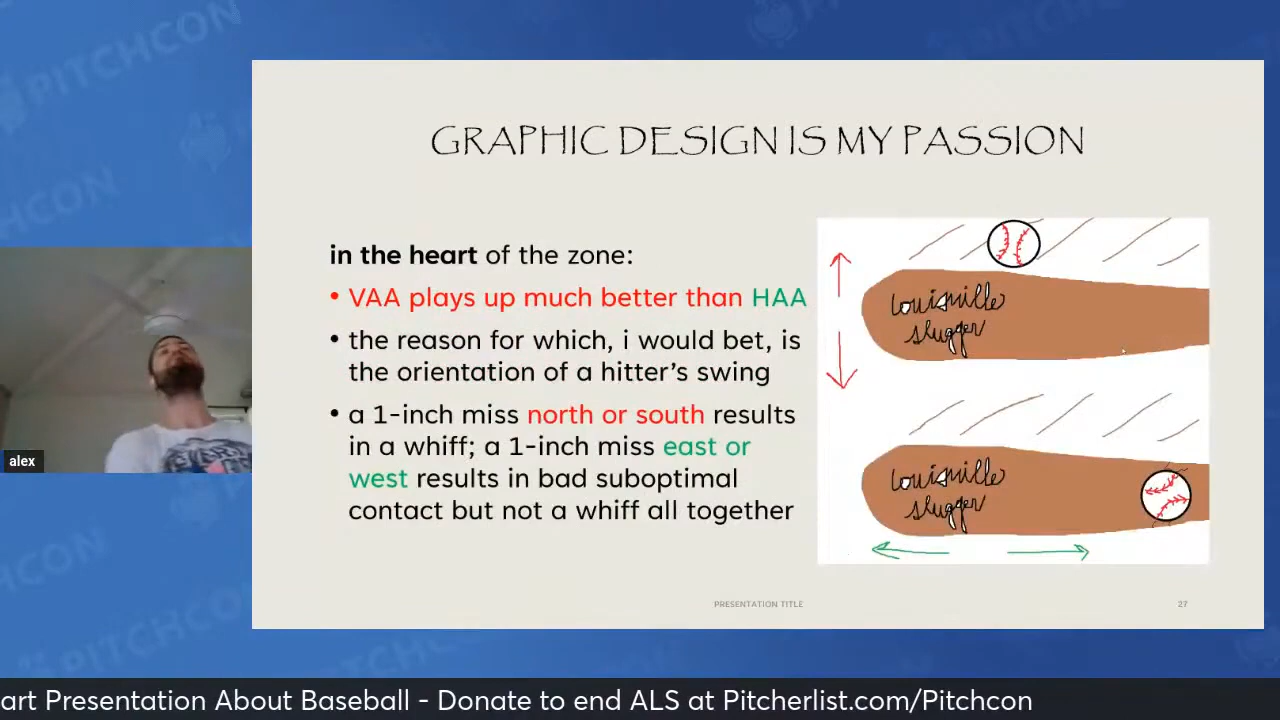 PITCHCON
GRAPHIC DESIGN IS MY PASSION
in the heart of the zone:
• VAA plays up much better than HAA
• the reason for which, i would bet, is
the orientation of a hitter's swing
• a 1-inch miss north or south results
in a whiff; a 1-inch miss east or
west results in bad suboptimal
contact but not a whiff all together
Louisville
slugger
Louisville
slugger
alex
PRESENTATION TITLE
27
PITCHCON
art Presentation About Baseball - Donate to end ALS at Pitcherlist.com/Pitchcon